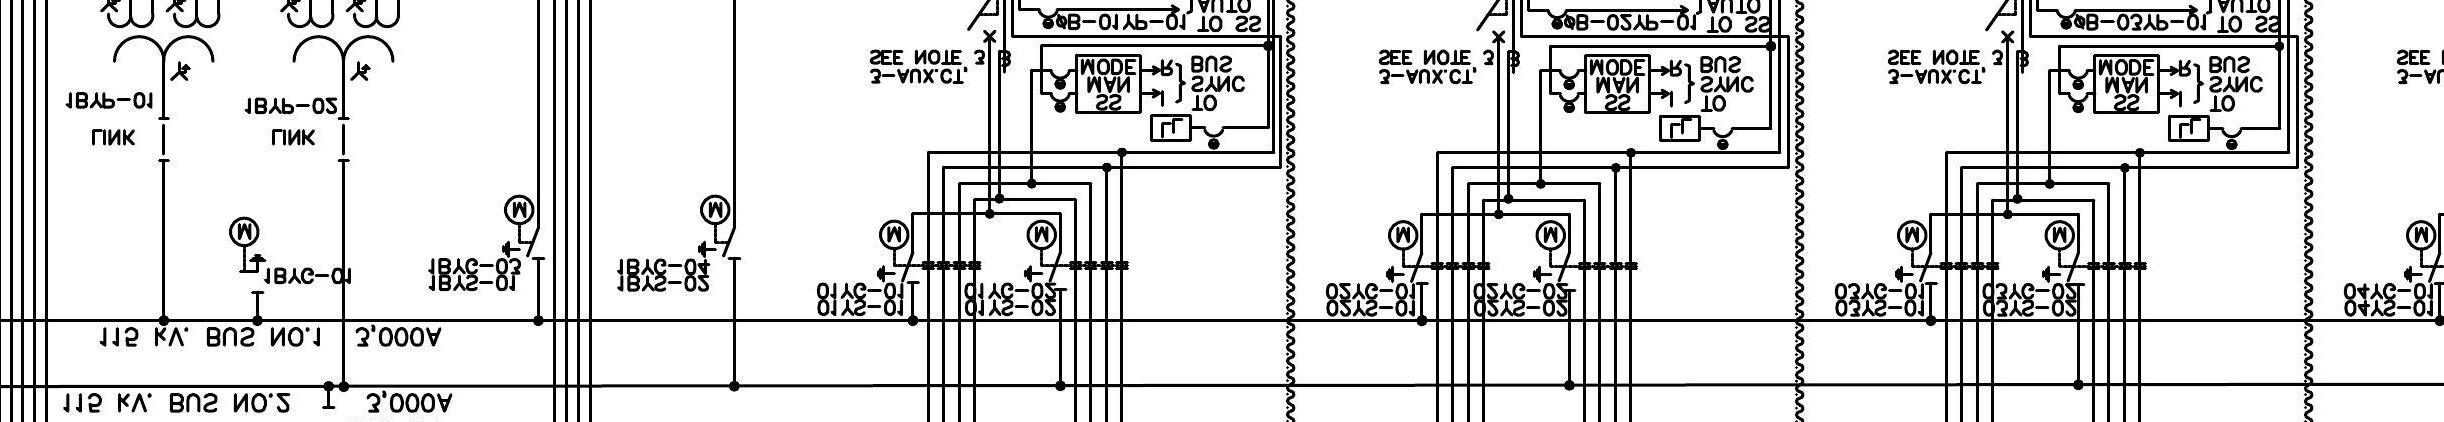 115 kV. BUS NO.2 3,000A
115 kV. BUS NO.1 3,000A
1BYG-01
1BYS-01
1BYG-03
1BYS-02
1BYG-04
01YS-01
01YG-01
01YS-02
01YG-02
02YS-01
02YG-01
02YS-02
02YG-02
03YS-01
03YG-01
03YS-02
03YG-02
04YS-01
04YG-01
M
M
M
M
M
M
M
M
M
M
LINK
1BYP-01
LINK
1BYP-02
3-AUX.CT,
SEE NOTE 3
B
SS
MAN
MODE
L
R
TO
SYNC
BUS
øB-01YP-01 TO SS
AUTO
3-AUX.CT,
SEE NOTE 3
B
SS
MAN
MODE
L
R
TO
SYNC
BUS
øB-02YP-01 TO SS
AUTO
3-AUX.CT,
SEE NOTE 3
B
SS
MAN
MODE
L
R
TO
SYNC
BUS
øB-03YP-01 TO SS
AUTO
3-AU
SEE